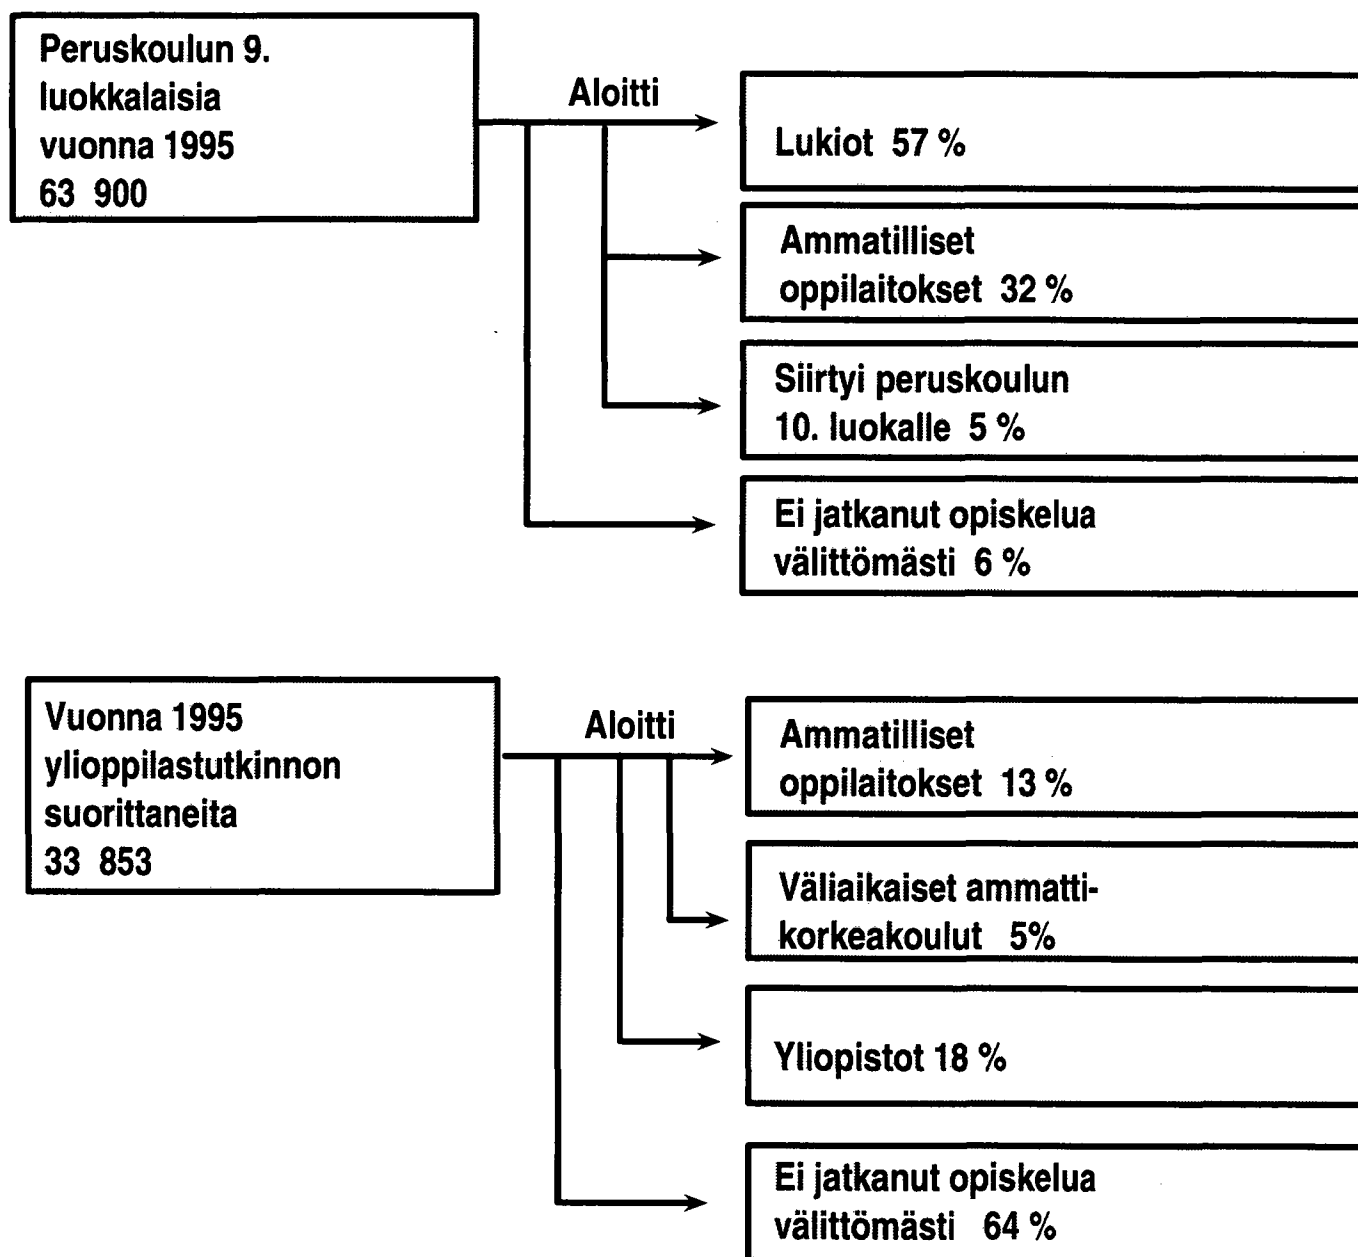 Peruskoulun 9.
luokkalaisia
vuonna 1995
63 900
Aloitti
Lukiot 57 %
Ammatilliset
oppilaitokset 32 %
Siirtyi peruskoulun
10. luokalle 5 %
Ei jatkanut opiskelua
välittömästi 6 %
Vuonna 1995
ylioppilastutkinnon
suorittaneita
33 853
Aloitti
Ammatilliset
oppilaitokset 13 %
Väliaikaiset ammatti-
korkeakoulut 5%
Yliopistot 18 %
Ei jatkanut opiskelua
välittömästi 64 %